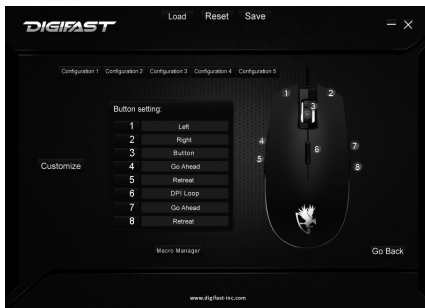 Load Reset Save
DIGIFAST
Configuration 1 Configuration 2 Configuration 3 Configuration 4 Configuration 5
Button setting:
1 Left
2 Right
3 Button
4 Go Ahead
5 Retreat
6 DPI Loop
7 Go Ahead
8 Retreat
Customize
Macro Manager
1 2
3
4
5
6
7
8
Go Back
www.digifast-inc.com